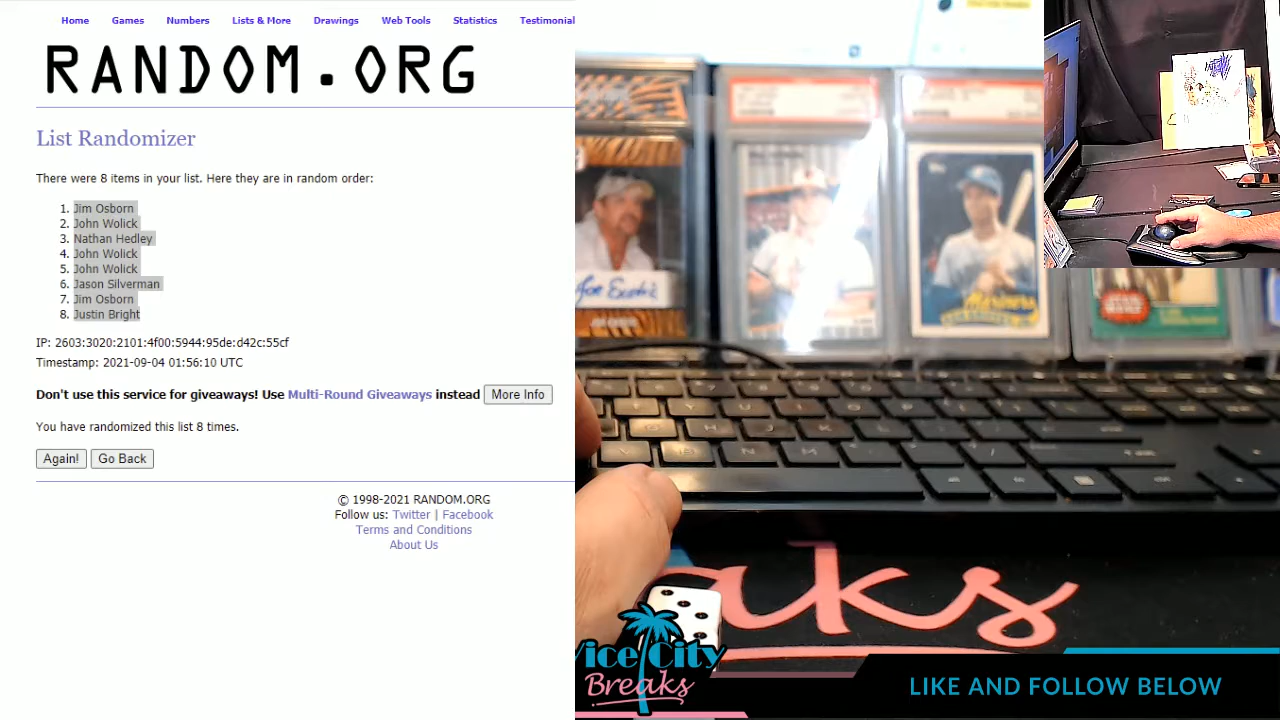 Home Games Numbers Lists & More Drawings Web Tools Statistics Testimonial
RANDOM.ORG
List Randomizer
There were 8 items in your list. Here they are in random order:
1. Jim Osborn
2. John Wolick
3. Nathan Hedley
4. John Wolick
5. John Wolick
6. Jason Silverman
7. Jim Osborn
8. Justin Bright
IP: 2603:3020:2101:4f00:5944:95de:d42c:55cf
Timestamp: 2021-09-04 01:56:10 UTC
Don't use this service for giveaways! Use Multi-Round Giveaways instead More Info
You have randomized this list 8 times.
Again! Go Back
© 1998-2021 RANDOM.ORG
Follow us: Twitter | Facebook
Terms and Conditions
About Us
Mariners
STAR WARS
aks
Vice City
Breaks
LIKE AND FOLLOW BELOW